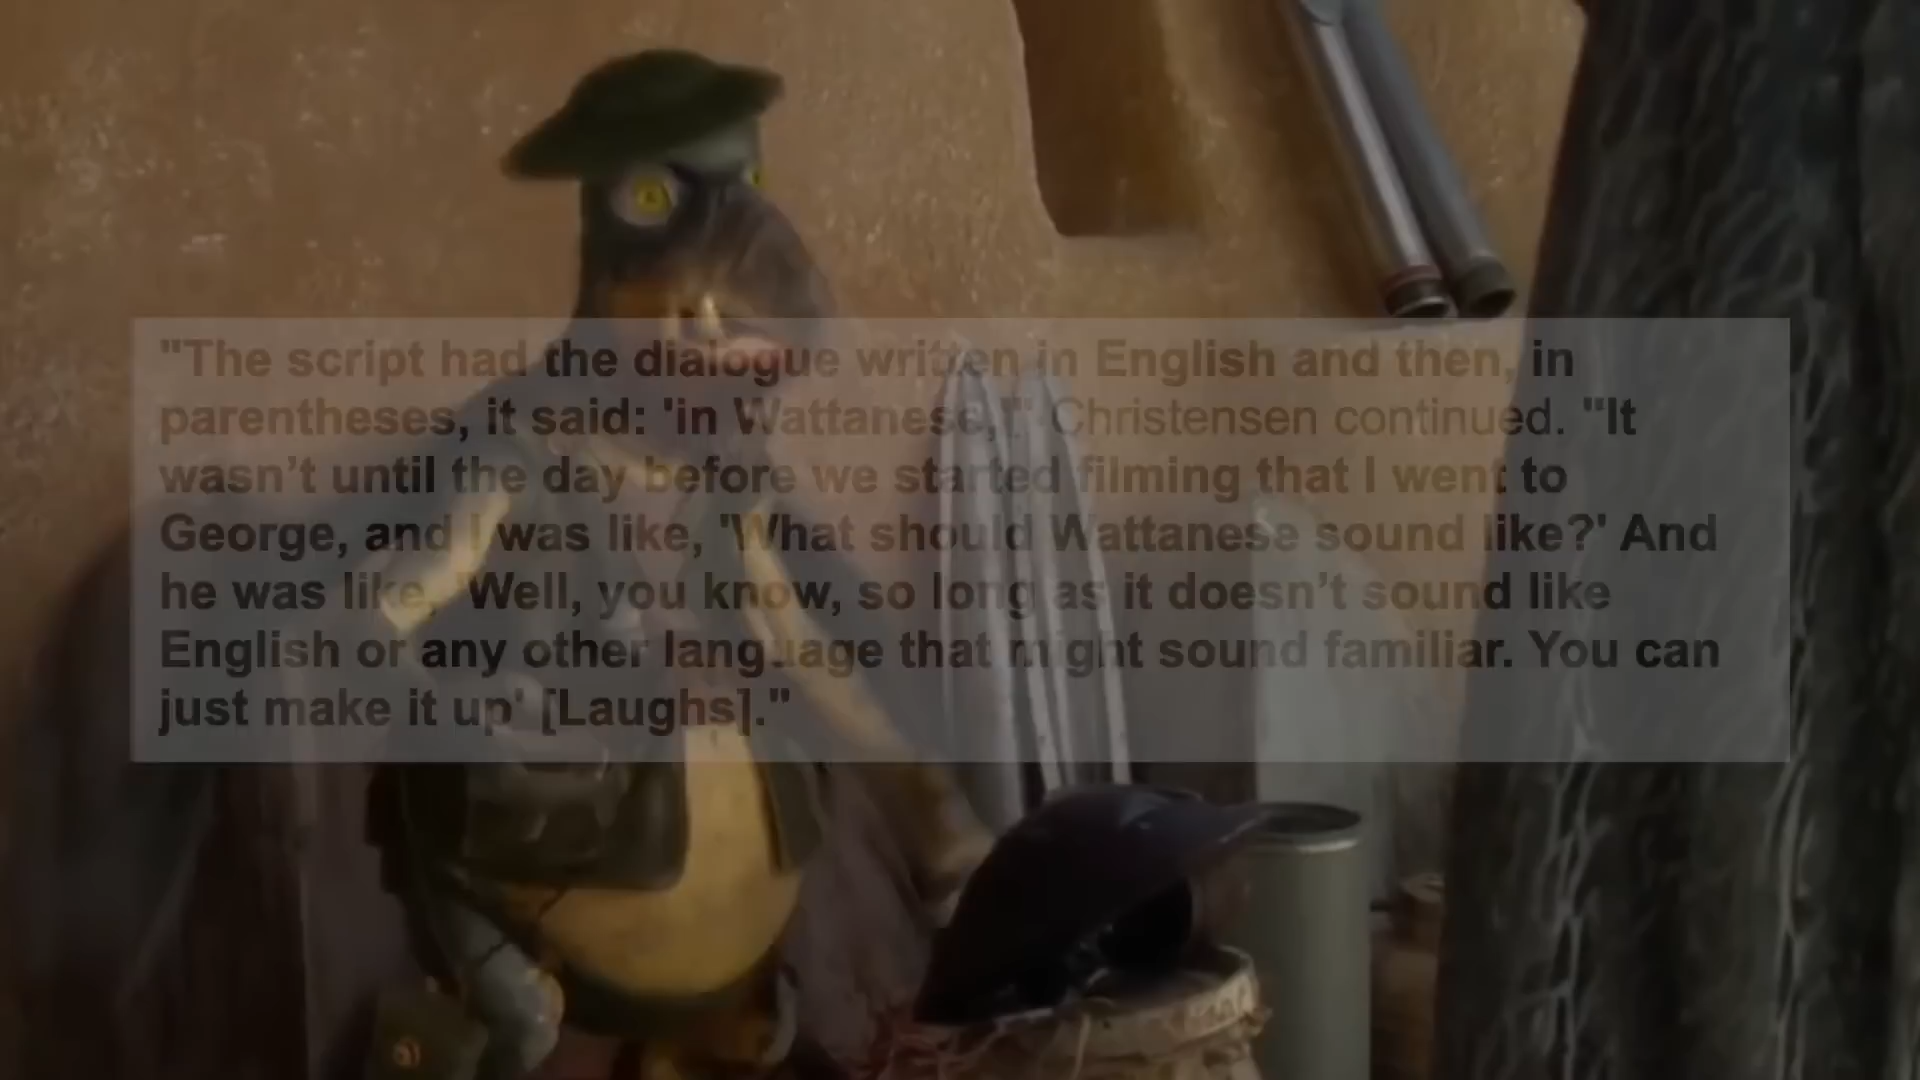 "The script had the dialogue written in English and then, in
parentheses, it said: 'in Wattanese,'" Christensen continued. "It
wasn’t until the day before we started filming that I went to
George, and I was like, 'What should Wattanese sound like?' And
he was like, 'Well, you know, so long as it doesn’t sound like
English or any other language that might sound familiar. You can
just make it up' [Laughs]."